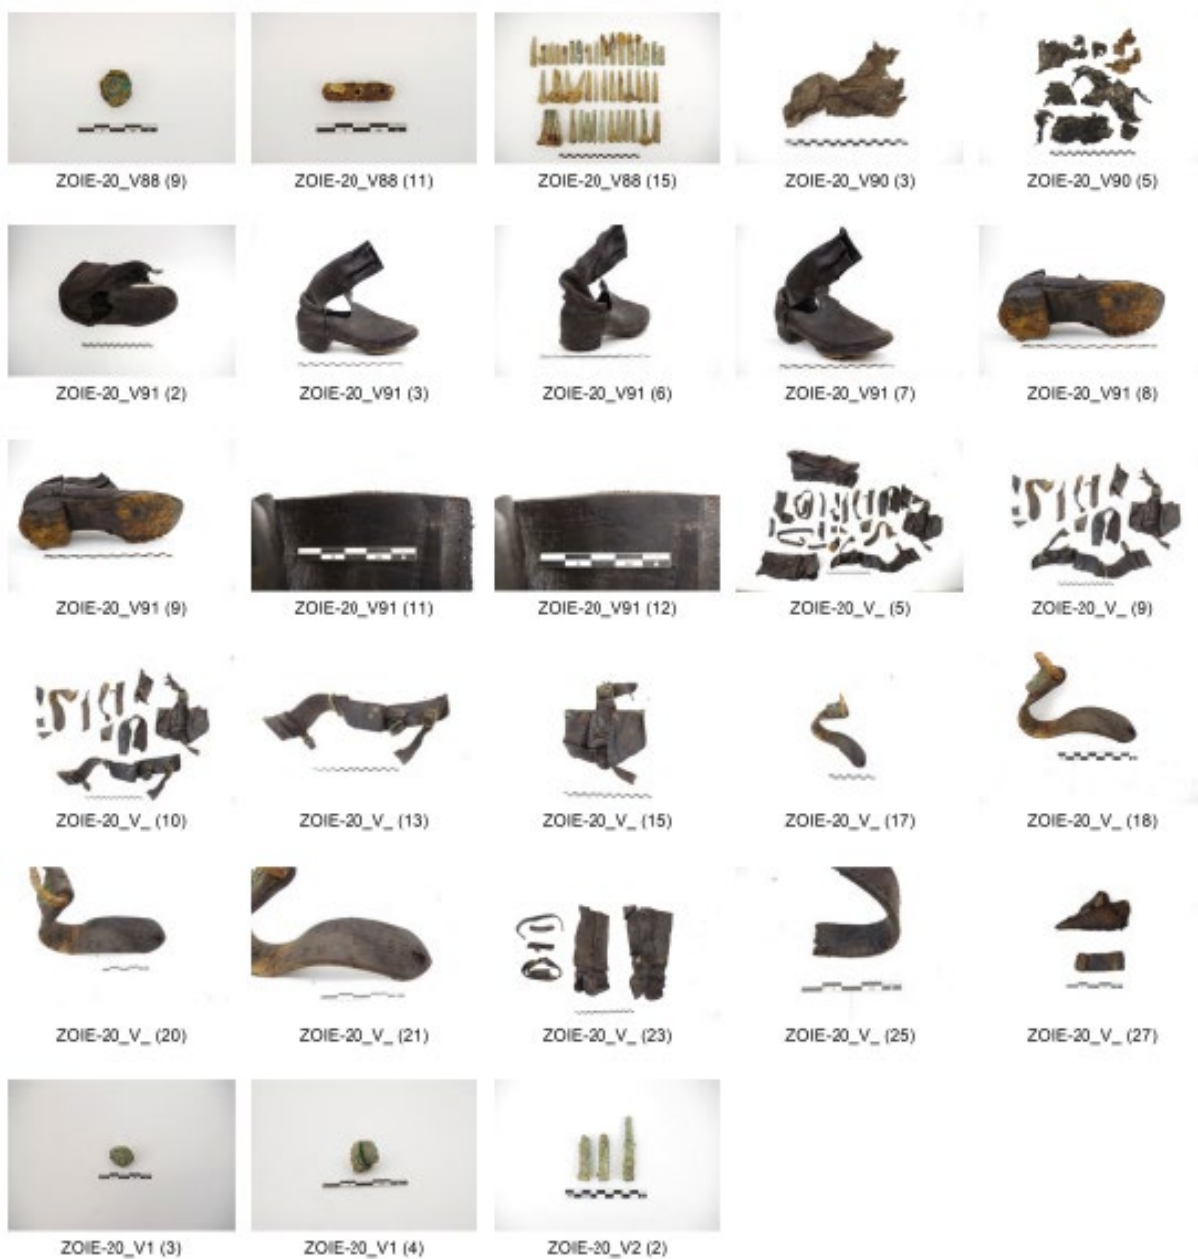 ZOIE-20_V88 (9) ZOIE-20_V88 (11) ZOIE-20_V88 (15) ZOIE-20_V90 (3) ZOIE-20_V90 (5)
ZOIE-20_V91 (2) ZOIE-20_V91 (3) ZOIE-20_V91 (6) ZOIE-20_V91 (7) ZOIE-20_V91 (8)
ZOIE-20_V91 (9) ZOIE-20_V91 (11) ZOIE-20_V91 (12) ZOIE-20_V_ (5) ZOIE-20_V_ (9)
ZOIE-20_V_ (10) ZOIE-20_V_ (13) ZOIE-20_V_ (15) ZOIE-20_V_ (17) ZOIE-20_V_ (18)
ZOIE-20_V_ (20) ZOIE-20_V_ (21) ZOIE-20_V_ (23) ZOIE-20_V_ (25) ZOIE-20_V_ (27)
ZOIE-20_V1 (3) ZOIE-20_V1 (4) ZOIE-20_V2 (2)